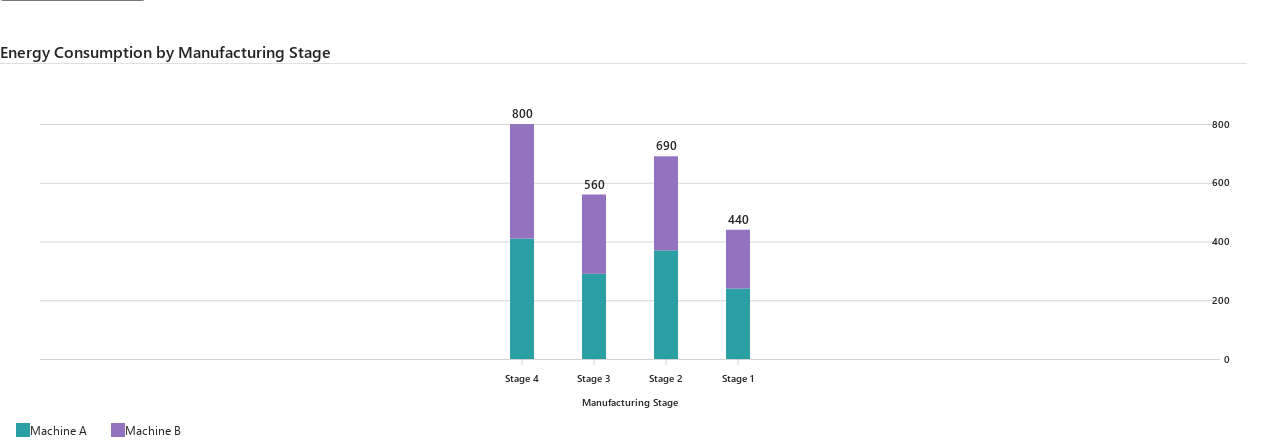 Energy Consumption by Manufacturing Stage
800
560
690
440
800
600
400
200
0
Stage 4
Stage 3
Stage 2
Stage 1
Manufacturing Stage
Machine A
Machine B